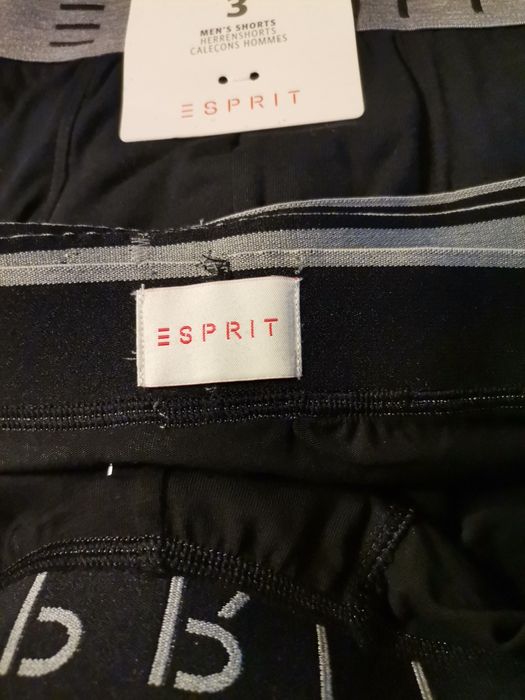 3
MEN'S SHORTS
HERRENSHORTS
CALEÇONS HOMMES
ESPRIT
ESPRIT